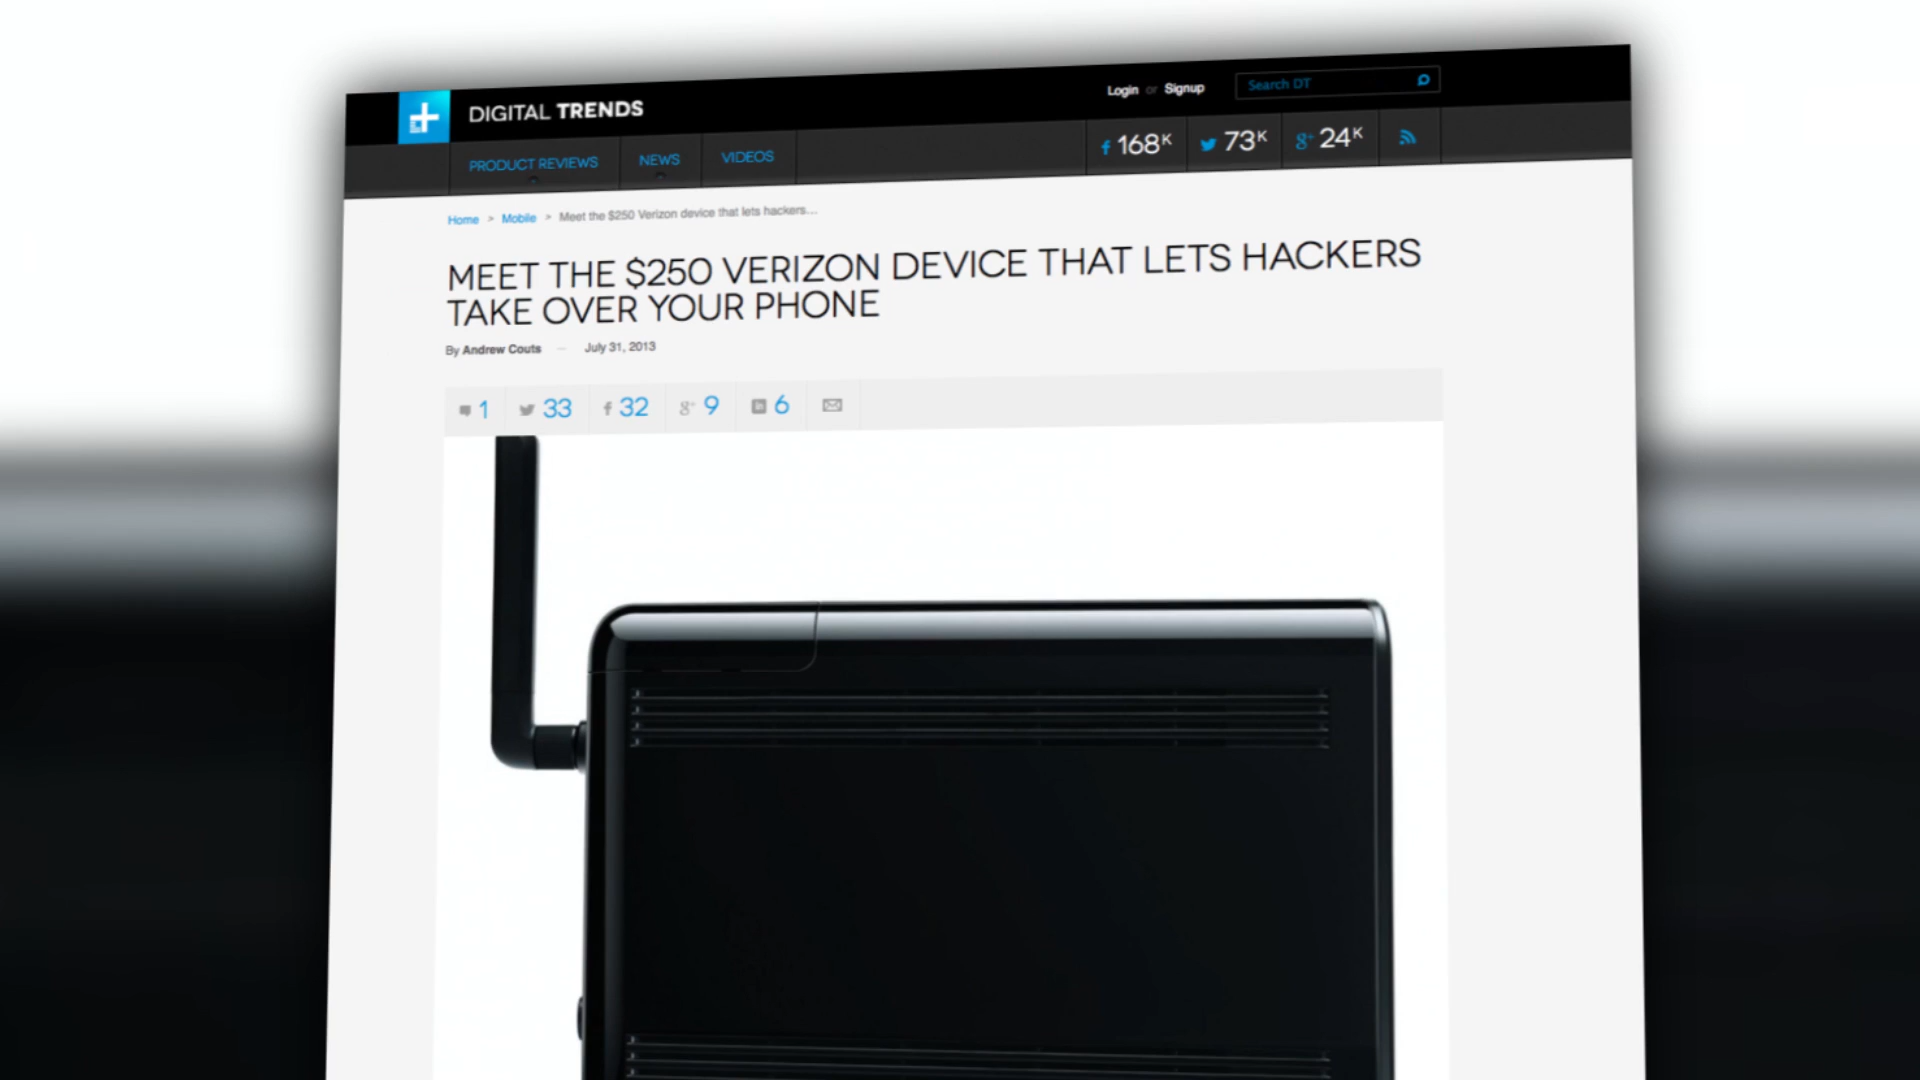 DIGITAL TRENDS
Login or Signup
Search DT
PRODUCT REVIEWS
NEWS
VIDEOS
168K
73K
24K
Home > Mobile > Meet the $250 Verizon device that lets hackers...
MEET THE $250 VERIZON DEVICE THAT LETS HACKERS
TAKE OVER YOUR PHONE
By Andrew Couts — July 31, 2013
1
33
32
9
6